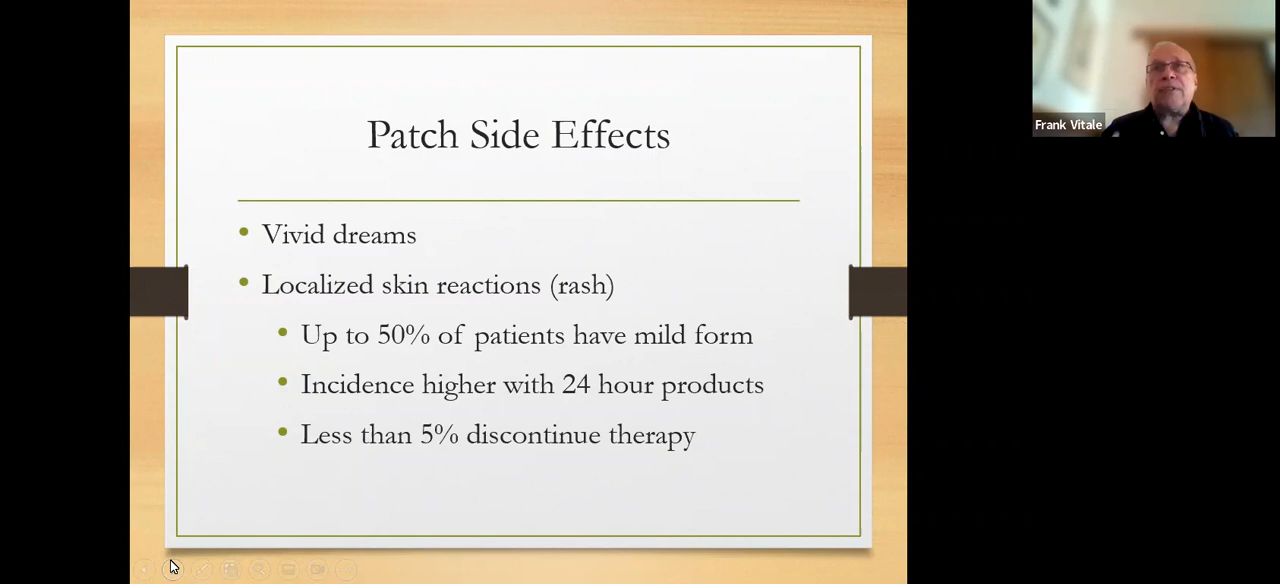 Patch Side Effects
Vivid dreams
Localized skin reactions (rash)
Up to 50% of patients have mild form
Incidence higher with 24 hour products
Less than 5% discontinue therapy
Frank Vitale